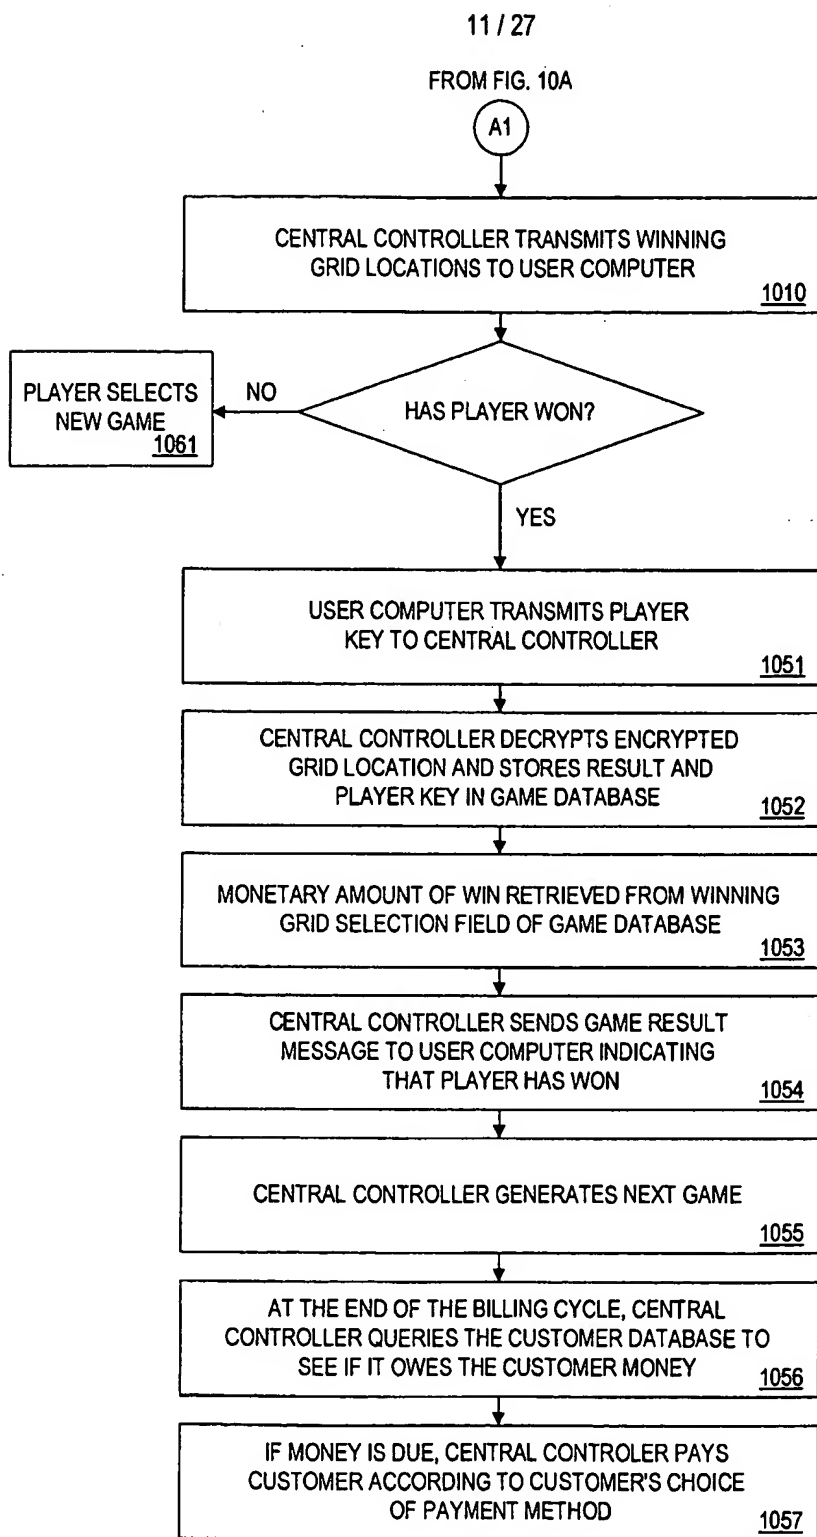 11 / 27
FROM FIG. 10A
A1
CENTRAL CONTROLLER TRANSMITS WINNING
GRID LOCATIONS TO USER COMPUTER
1010
PLAYER SELECTS
NEW GAME
1061
NO
HAS PLAYER WON?
YES
USER COMPUTER TRANSMITS PLAYER
KEY TO CENTRAL CONTROLLER
1051
CENTRAL CONTROLLER DECRYPTS ENCRYPTED
GRID LOCATION AND STORES RESULT AND
PLAYER KEY IN GAME DATABASE
1052
MONETARY AMOUNT OF WIN RETRIEVED FROM WINNING
GRID SELECTION FIELD OF GAME DATABASE
1053
CENTRAL CONTROLLER SENDS GAME RESULT
MESSAGE TO USER COMPUTER INDICATING
THAT PLAYER HAS WON
1054
CENTRAL CONTROLLER GENERATES NEXT GAME
1055
AT THE END OF THE BILLING CYCLE, CENTRAL
CONTROLLER QUERIES THE CUSTOMER DATABASE TO
SEE IF IT OWES THE CUSTOMER MONEY
1056
IF MONEY IS DUE, CENTRAL CONTROLER PAYS
CUSTOMER ACCORDING TO CUSTOMER'S CHOICE
OF PAYMENT METHOD
1057